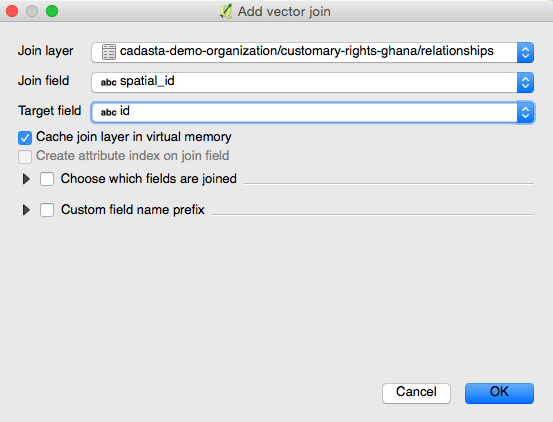 Add vector join
Join layer cadasta-demo-organization/customary-rights-ghana/relationships
Join field abc spatial_id
Target field abc id
Cache join layer in virtual memory
Create attribute index on join field
Choose which fields are joined
Custom field name prefix
Cancel OK